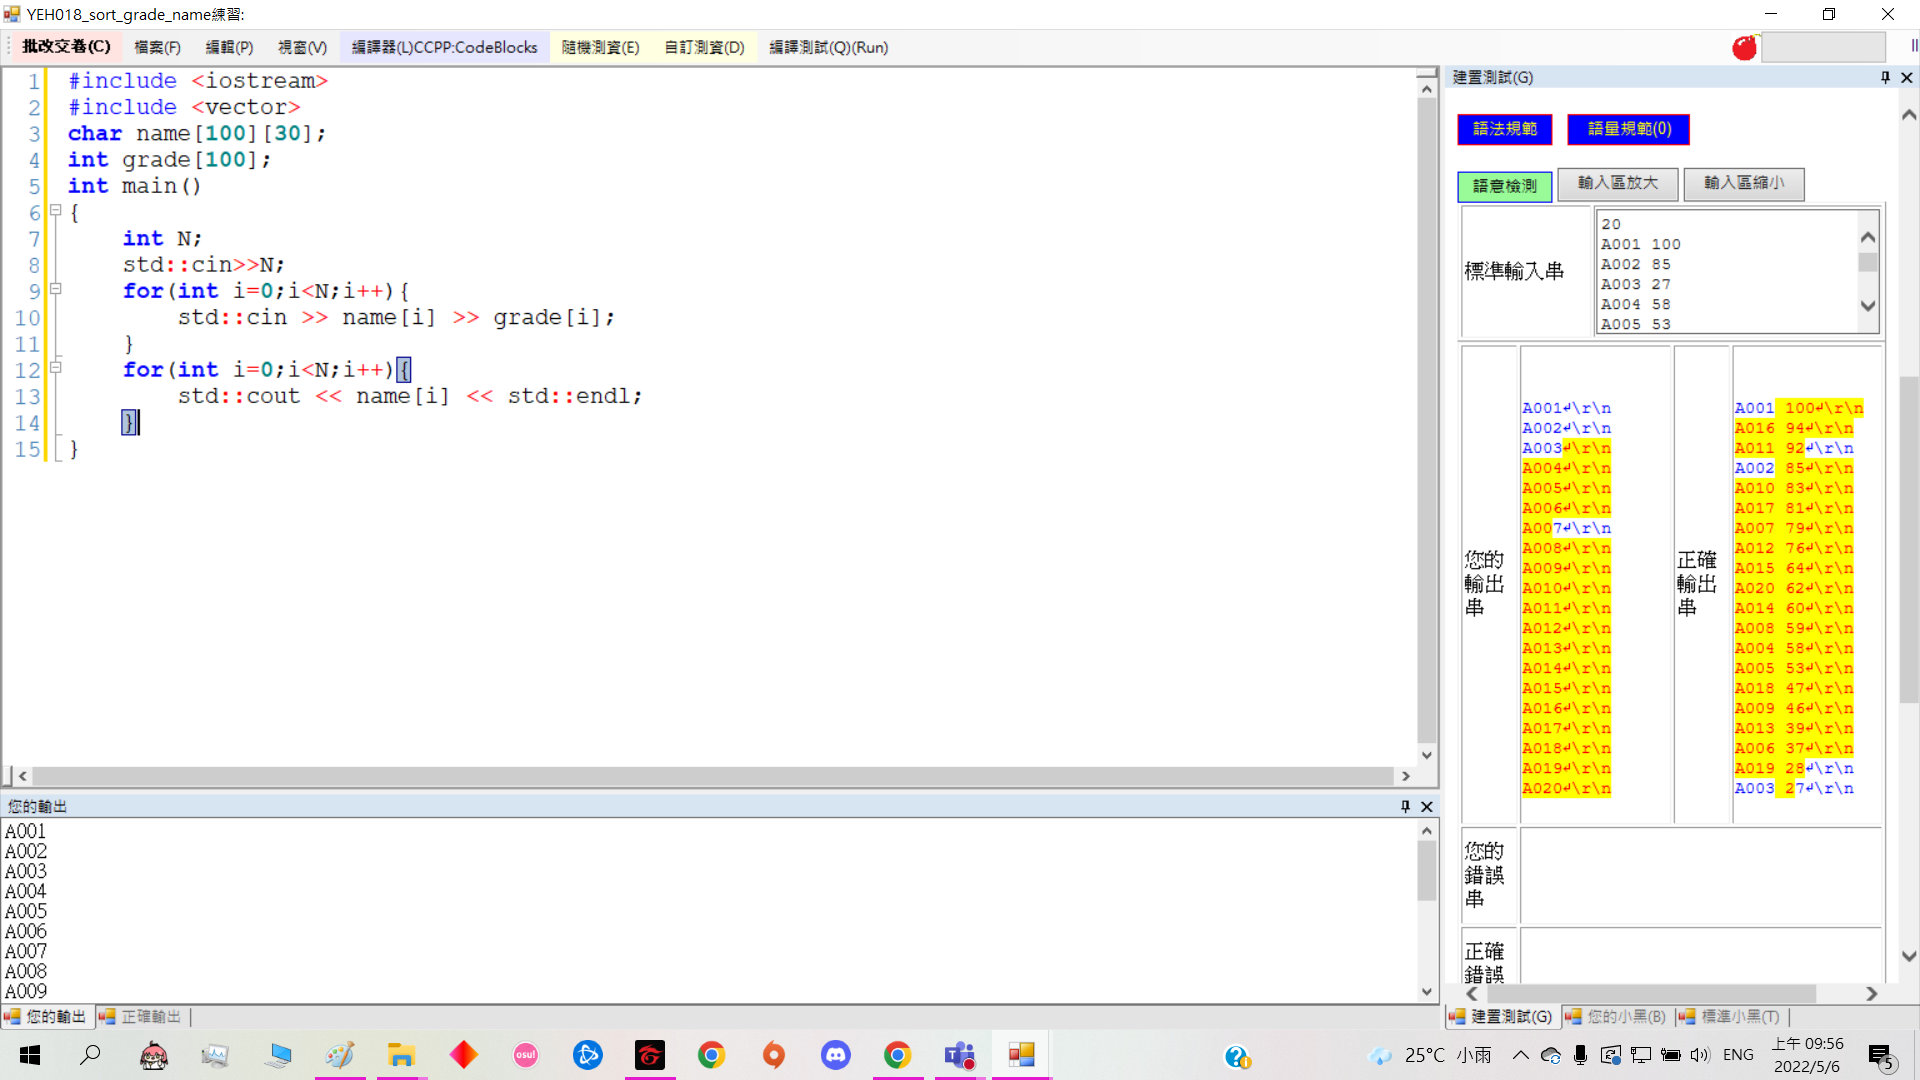 YEH018_sort_grade_name練習:
批改交卷(C) 檔案(F) 編輯(P) 視窗(V) 編譯器(L)CCPP:CodeBlocks 隨機測資(E) 自訂測資(D) 編譯測試(Q)(Run)
1 #include <iostream>
2 #include <vector>
3 char name[100][30];
4 int grade[100];
5 int main()
6 {
7 int N;
8 std::cin>>N;
9 for(int i=0;i<N;i++){
10 std::cin >> name[i] >> grade[i];
11 }
12 for(int i=0;i<N;i++){
13 std::cout << name[i] << std::endl;
14 }
15 }
您的輸出
A001
A002
A003
A004
A005
A006
A007
A008
A009
您的輸出 正確輸出
建置測試(G)
語法規範 語量規範(0)
語意檢測 輸入區放大 輸入區縮小
標準輸入串
20
A001 100
A002 85
A003 27
A004 58
A005 53
您的輸出串
A001↲\r\n
A002↲\r\n
A003↲\r\n
A004↲\r\n
A005↲\r\n
A006↲\r\n
A007↲\r\n
A008↲\r\n
A009↲\r\n
A010↲\r\n
A011↲\r\n
A012↲\r\n
A013↲\r\n
A014↲\r\n
A015↲\r\n
A016↲\r\n
A017↲\r\n
A018↲\r\n
A019↲\r\n
A020↲\r\n
正確輸出串
A001 100↲\r\n
A016 94↲\r\n
A011 92↲\r\n
A002 85↲\r\n
A010 83↲\r\n
A017 81↲\r\n
A007 79↲\r\n
A012 76↲\r\n
A015 64↲\r\n
A020 62↲\r\n
A014 60↲\r\n
A008 59↲\r\n
A004 58↲\r\n
A005 53↲\r\n
A018 47↲\r\n
A009 46↲\r\n
A013 39↲\r\n
A006 37↲\r\n
A019 28↲\r\n
A003 27↲\r\n
您的錯誤串
正確錯誤
建置測試(G) 您的小黑(B) 標準小黑(T)
osu!
25°C 小雨 ENG 上午 09:56
2022/5/6
5